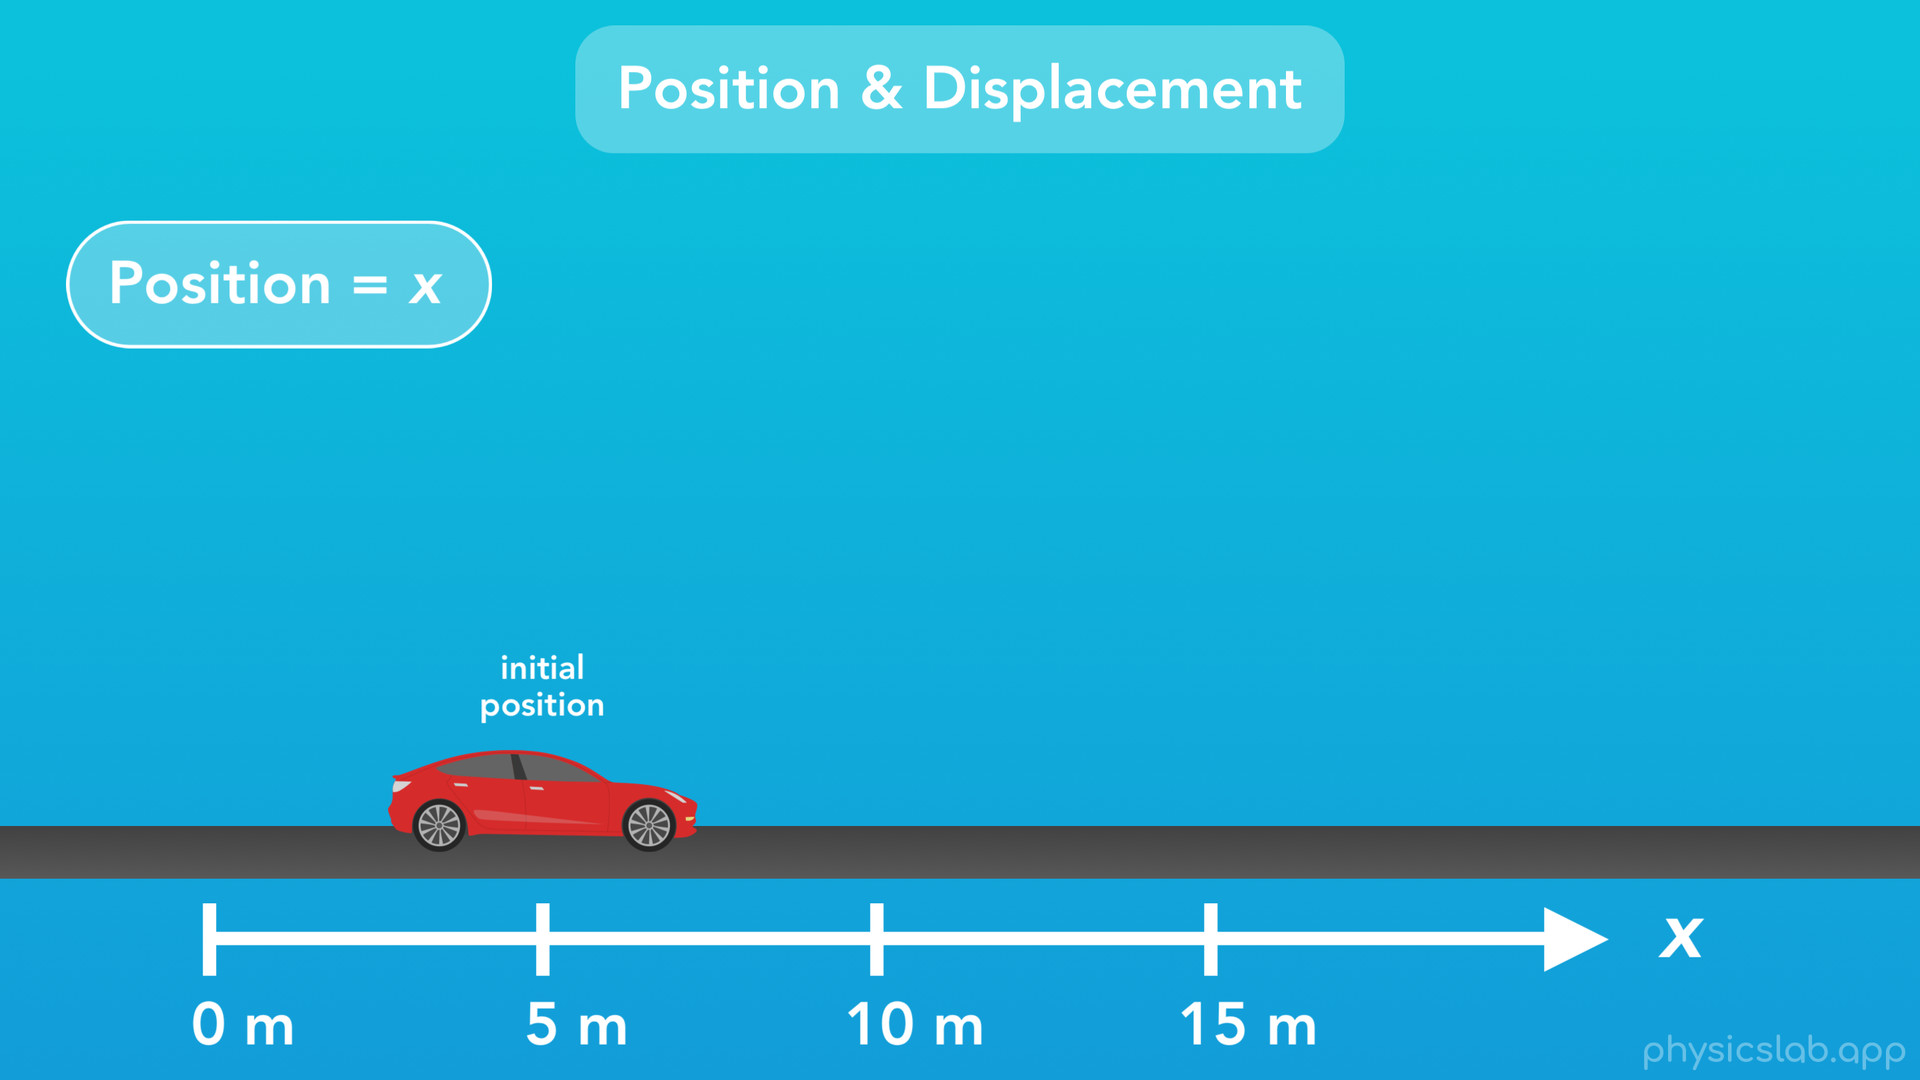 Position & Displacement
Position = x
initial
position
x
0 m 5 m 10 m 15 m
physicslab.app